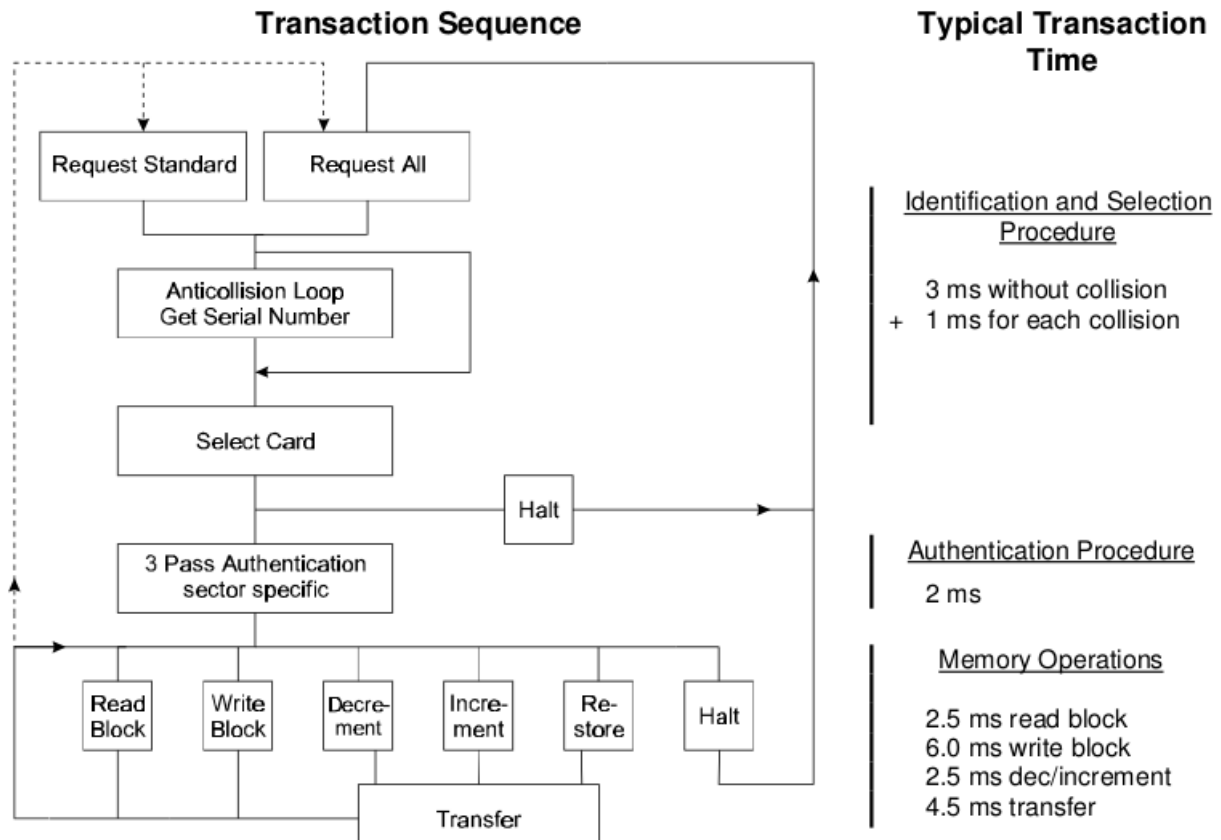 Transaction Sequence
Typical Transaction
Time
Request Standard
Request All
Identification and Selection
Procedure
3 ms without collision
+ 1 ms for each collision
Anticollision Loop
Get Serial Number
Select Card
Halt
3 Pass Authentication
sector specific
Authentication Procedure
2 ms
Memory Operations
Read
Block
Write
Block
Decre-
ment
Incre-
ment
Re-
store
Halt
2.5 ms read block
6.0 ms write block
2.5 ms dec/increment
4.5 ms transfer
Transfer